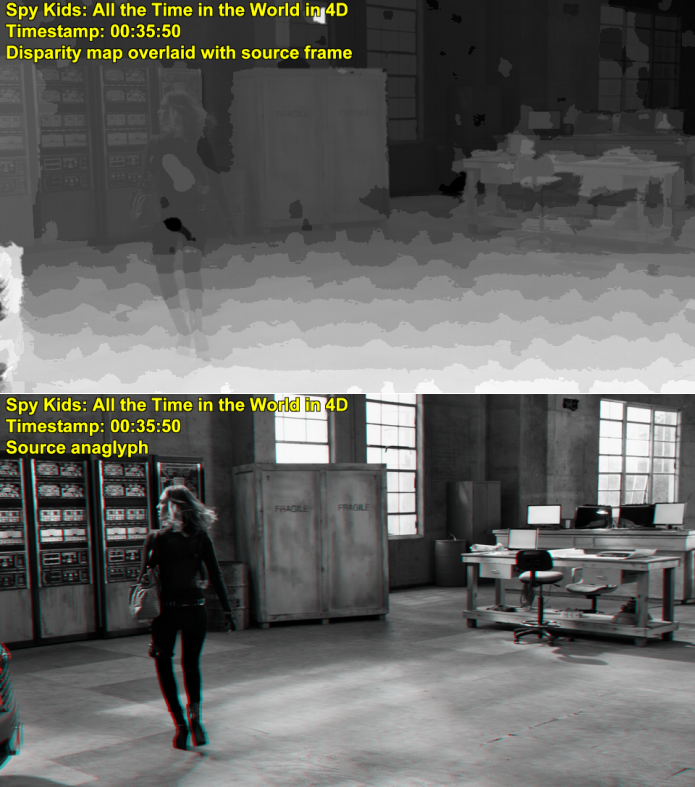 Spy Kids: All the Time in the World in 4D
Timestamp: 00:35:50
Disparity map overlaid with source frame
Spy Kids: All the Time in the World in 4D
Timestamp: 00:35:50
Source anaglyph
FRAGILE FRAGILE